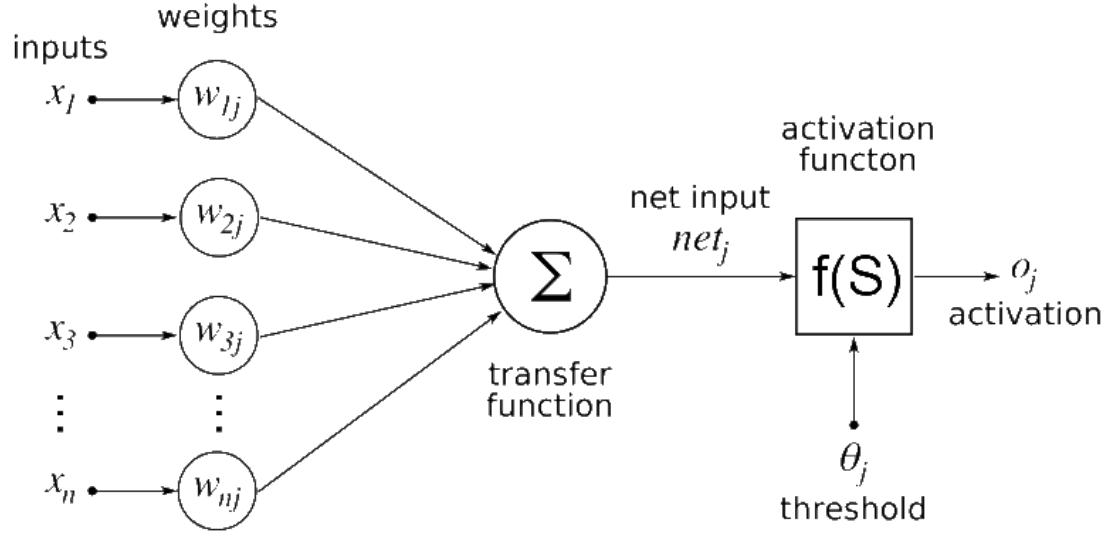 weights
inputs
x1
w1j
x2
w2j
x3
w3j
⋮ ⋮
xn
wnj
Σ
transfer
function
net input
netj
activation
functon
f(S)
oj
activation
θj
threshold